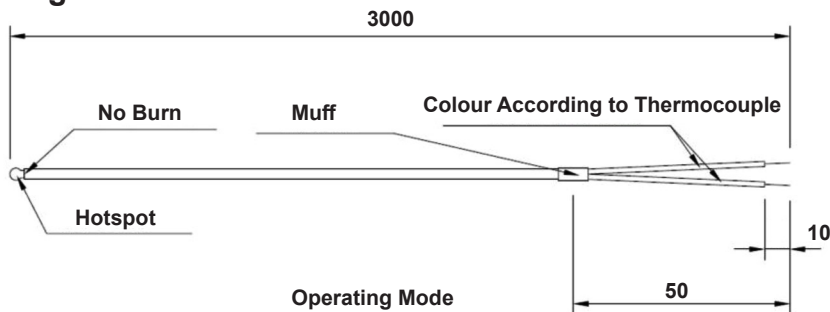 3000
No Burn
Muff
Colour According to Thermocouple
Hotspot
10
Operating Mode
50